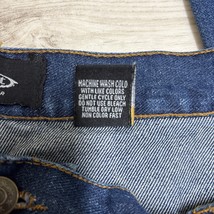 MACHINE WASH COLD
WITH LIKE COLORS
GENTLE CYCLE ONLY
DO NOT USE BLEACH
TUMBLE DRY LOW
NON COLOR FAST